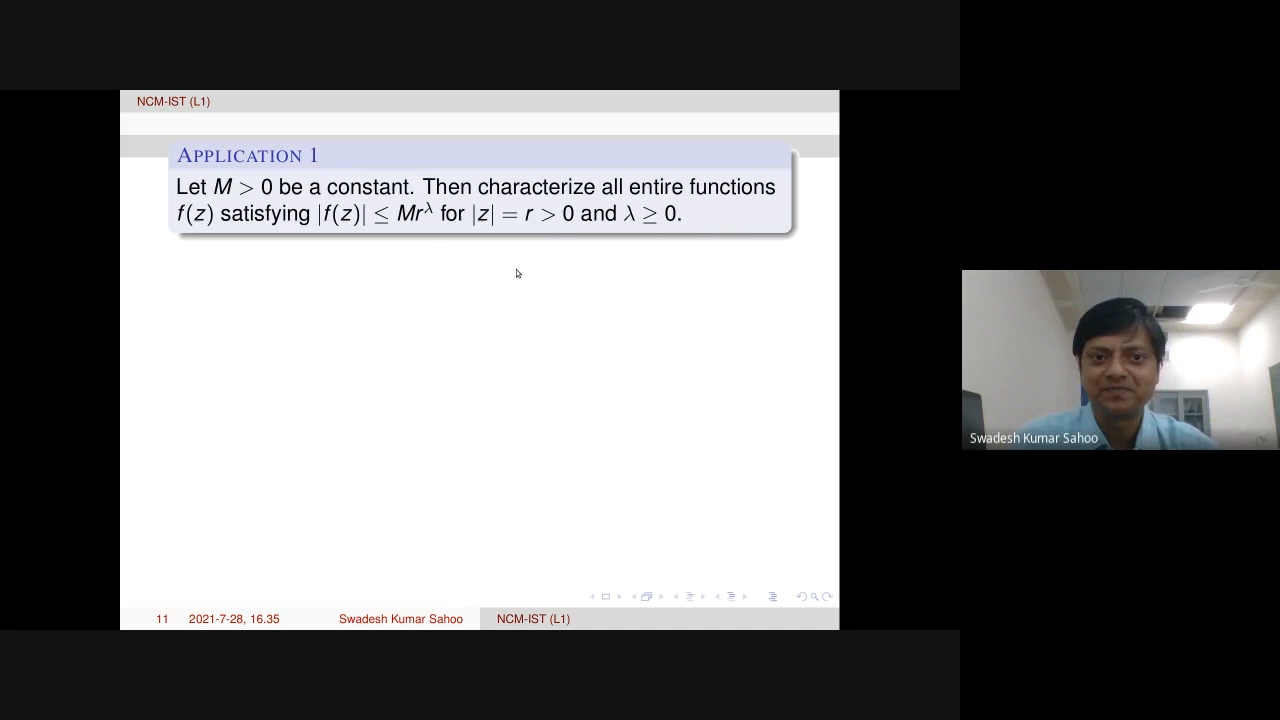 NCM-IST (L1)
APPLICATION 1
Let M > 0 be a constant. Then characterize all entire functions
f(z) satisfying |f(z)| ≤ Mr^λ for |z| = r > 0 and λ ≥ 0.
Swadesh Kumar Sahoo
11 2021-7-28, 16.35 Swadesh Kumar Sahoo NCM-IST (L1)